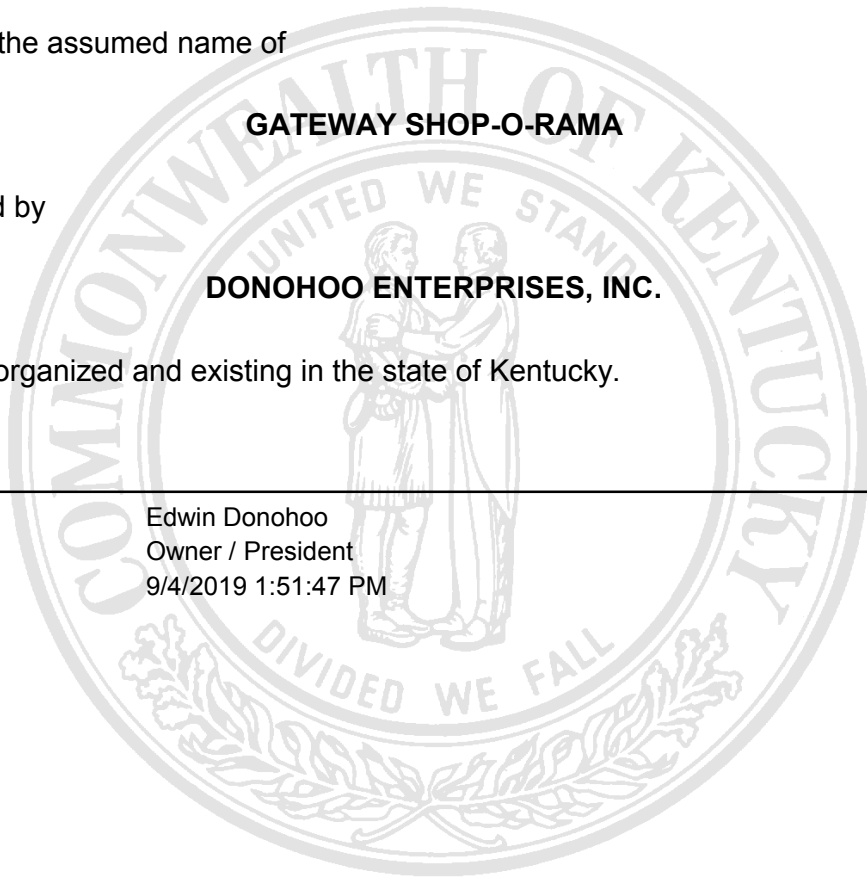 the assumed name of
GATEWAY SHOP-O-RAMA
d by
DONOHOO ENTERPRISES, INC.
organized and existing in the state of Kentucky.
Edwin Donohoo
Owner / President
9/4/2019 1:51:47 PM
COMMONWEALTH OF KENTUCKY
UNITED WE STAND
DIVIDED WE FALL